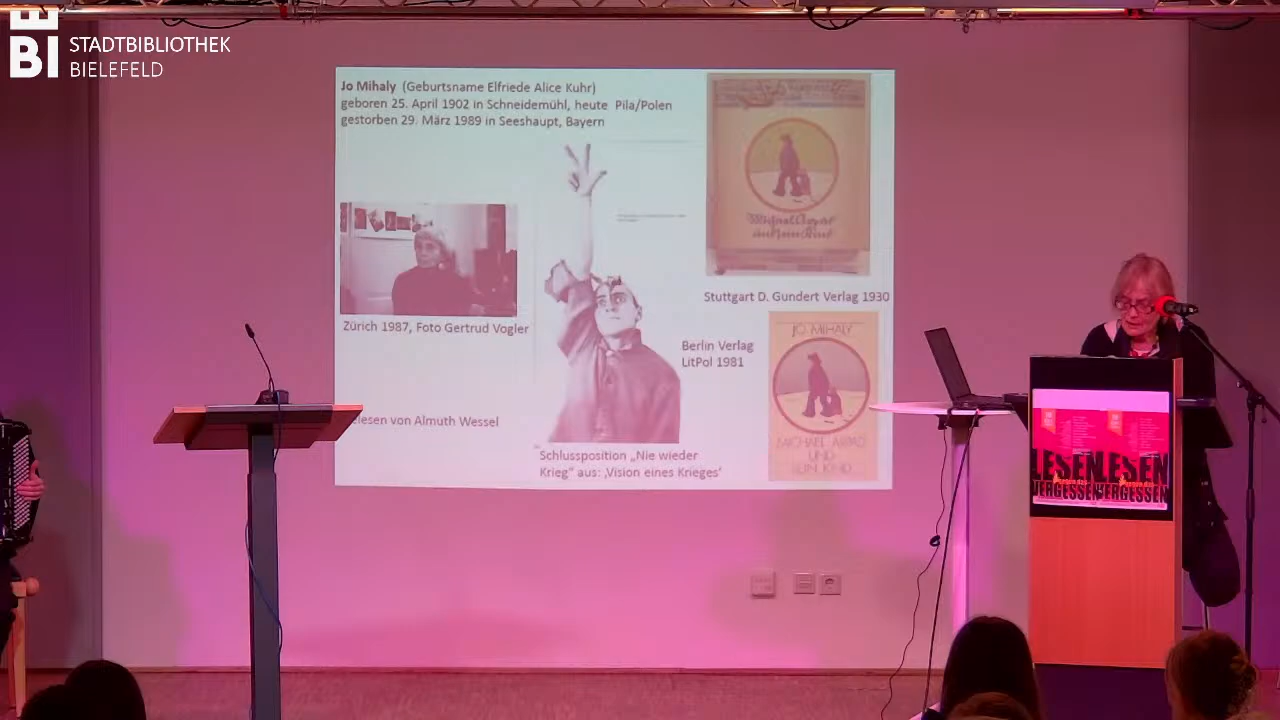 BI
STADTBIBLIOTHEK
BIELEFELD
Jo Mihaly (Geburtsname Elfriede Alice Kuhr)
geboren 25. April 1902 in Schneidemühl, heute Pila/Polen
gestorben 29. März 1989 in Seeshaupt, Bayern
Zürich 1987, Foto Gertrud Vogler
elesen von Almuth Wessel
Schlussposition „Nie wieder
Krieg" aus: ‚Vision eines Krieges'
Stuttgart D. Gundert Verlag 1930
Berlin Verlag
LitPol 1981
JO MIHALY
MICHAEL ARPAD
UND
SEIN KIND
LESEN LESEN
VERGESSEN VERGESSEN